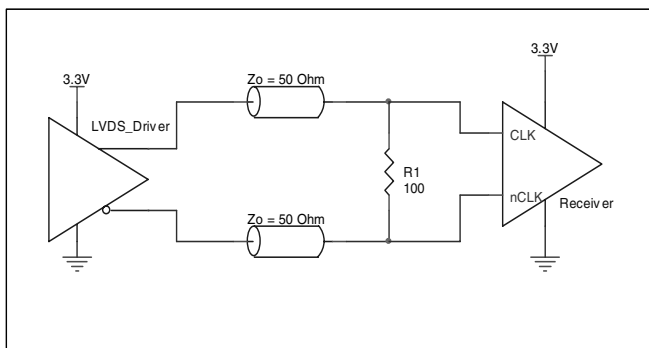 3.3V
LVDS_Driver
Zo = 50 Ohm
3.3V
CLK
R1
100
nCLK
Receiver
Zo = 50 Ohm